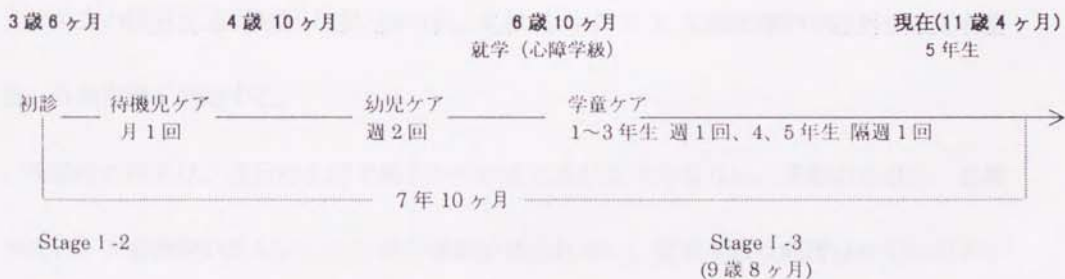 3歳6ヶ月 4歳10ヶ月 6歳10ヶ月 現在(11歳4ヶ月)
就学（心障学級） 5年生
初診 待機児ケア 幼児ケア 学童ケア
月1回 週2回 1～3年生 週1回、4、5年生 隔週1回
7年10ヶ月
Stage I-2 Stage I-3
(9歳8ヶ月)